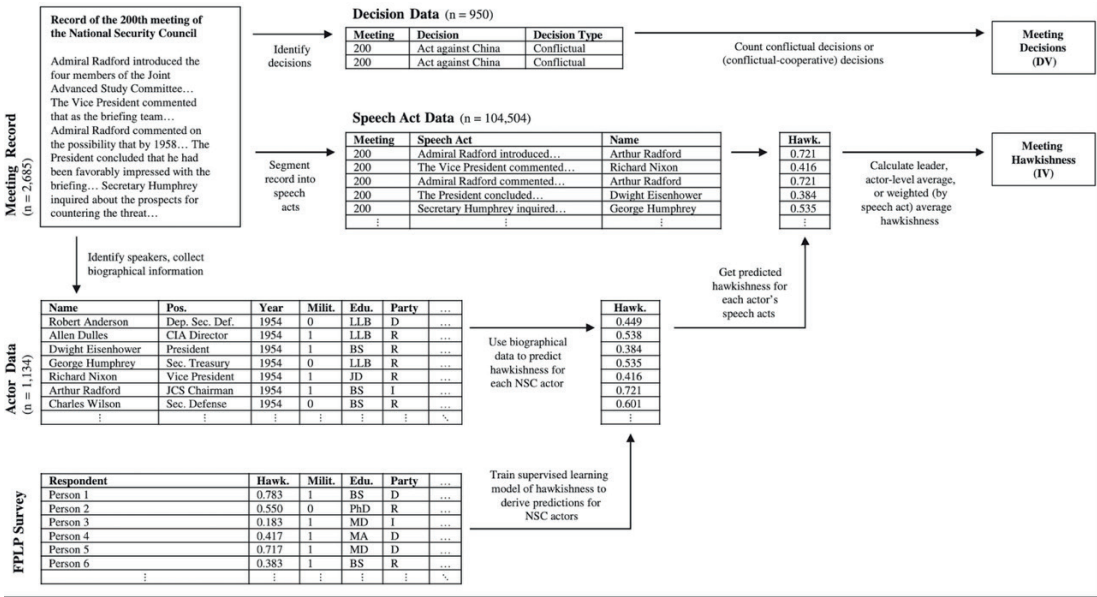 Decision Data (n = 950)
Record of the 200th meeting of
the National Security Council
Admiral Radford introduced the
four members of the Joint
Advanced Study Committee…
The Vice President commented
that as the briefing team…
Admiral Radford commented on
the possibility that by 1958… The
President concluded that he had
been favorably impressed with the
briefing… Secretary Humphrey
inquired about the prospects for
countering the threat…
Meeting Record
(n = 2,685)
Identify
decisions
Meeting Decision Decision Type
200 Act against China Conflictual
200 Act against China Conflictual
Count conflictual decisions or
(conflictual-cooperative) decisions
Meeting
Decisions
(DV)
Speech Act Data (n = 104,504)
Segment
record into
speech
acts
Meeting Speech Act Name
200 Admiral Radford introduced… Arthur Radford
200 The Vice President commented… Richard Nixon
200 Admiral Radford commented… Arthur Radford
200 The President concluded… Dwight Eisenhower
200 Secretary Humphrey inquired… George Humphrey
⋮ ⋮ ⋮
Hawk.
0.721
0.416
0.721
0.384
0.535
⋮
Calculate leader,
actor-level average,
or weighted (by
speech act) average
hawkishness
Meeting
Hawkishness
(IV)
Identify speakers, collect
biographical information
Get predicted
hawkishness for
each actor's
speech acts
Actor Data
(n = 1,134)
Name Pos. Year Milit. Edu. Party …
Robert Anderson Dep. Sec. Def. 1954 0 LLB D …
Allen Dulles CIA Director 1954 1 LLB R …
Dwight Eisenhower President 1954 1 BS R …
George Humphrey Sec. Treasury 1954 0 LLB R …
Richard Nixon Vice President 1954 1 JD R …
Arthur Radford JCS Chairman 1954 1 BS I …
Charles Wilson Sec. Defense 1954 0 BS R …
⋮ ⋮ ⋮ ⋮ ⋮ ⋮ ⋱
Use biographical
data to predict
hawkishness for
each NSC actor
Hawk.
0.449
0.538
0.384
0.535
0.416
0.721
0.601
⋮
FPLP Survey
Respondent Hawk. Milit. Edu. Party …
Person 1 0.783 1 BS D …
Person 2 0.550 0 PhD R …
Person 3 0.183 1 MD I …
Person 4 0.417 1 MA D …
Person 5 0.717 1 MD D …
Person 6 0.383 1 BS R …
⋮ ⋮ ⋮ ⋮ ⋮ ⋱
Train supervised learning
model of hawkishness to
derive predictions for
NSC actors